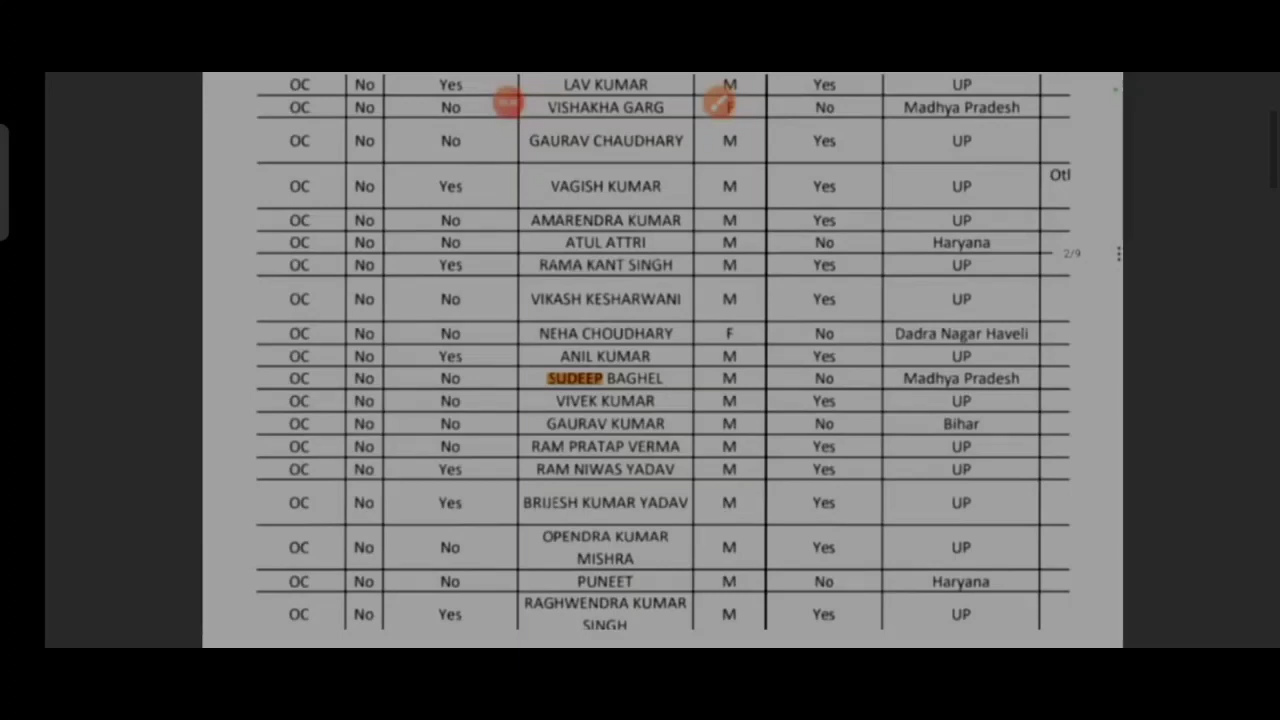 OC No Yes LAV KUMAR M Yes UP
OC No No VISHAKHA GARG F No Madhya Pradesh
OC No No GAURAV CHAUDHARY M Yes UP
Otl
OC No Yes VAGISH KUMAR M Yes UP
OC No No AMARENDRA KUMAR M Yes UP
OC No No ATUL ATTRI M No Haryana
2/9
OC No Yes RAMA KANT SINGH M Yes UP
OC No No VIKASH KESHARWANI M Yes UP
OC No No NEHA CHOUDHARY F No Dadra Nagar Haveli
OC No Yes ANIL KUMAR M Yes UP
OC No No SUDEEP BAGHEL M No Madhya Pradesh
OC No No VIVEK KUMAR M Yes UP
OC No No GAURAV KUMAR M No Bihar
OC No No RAM PRATAP VERMA M Yes UP
OC No Yes RAM NIWAS YADAV M Yes UP
OC No Yes BRIJESH KUMAR YADAV M Yes UP
OPENDRA KUMAR
OC No No MISHRA M Yes UP
OC No No PUNEET M No Haryana
RAGHWENDRA KUMAR
OC No Yes SINGH M Yes UP